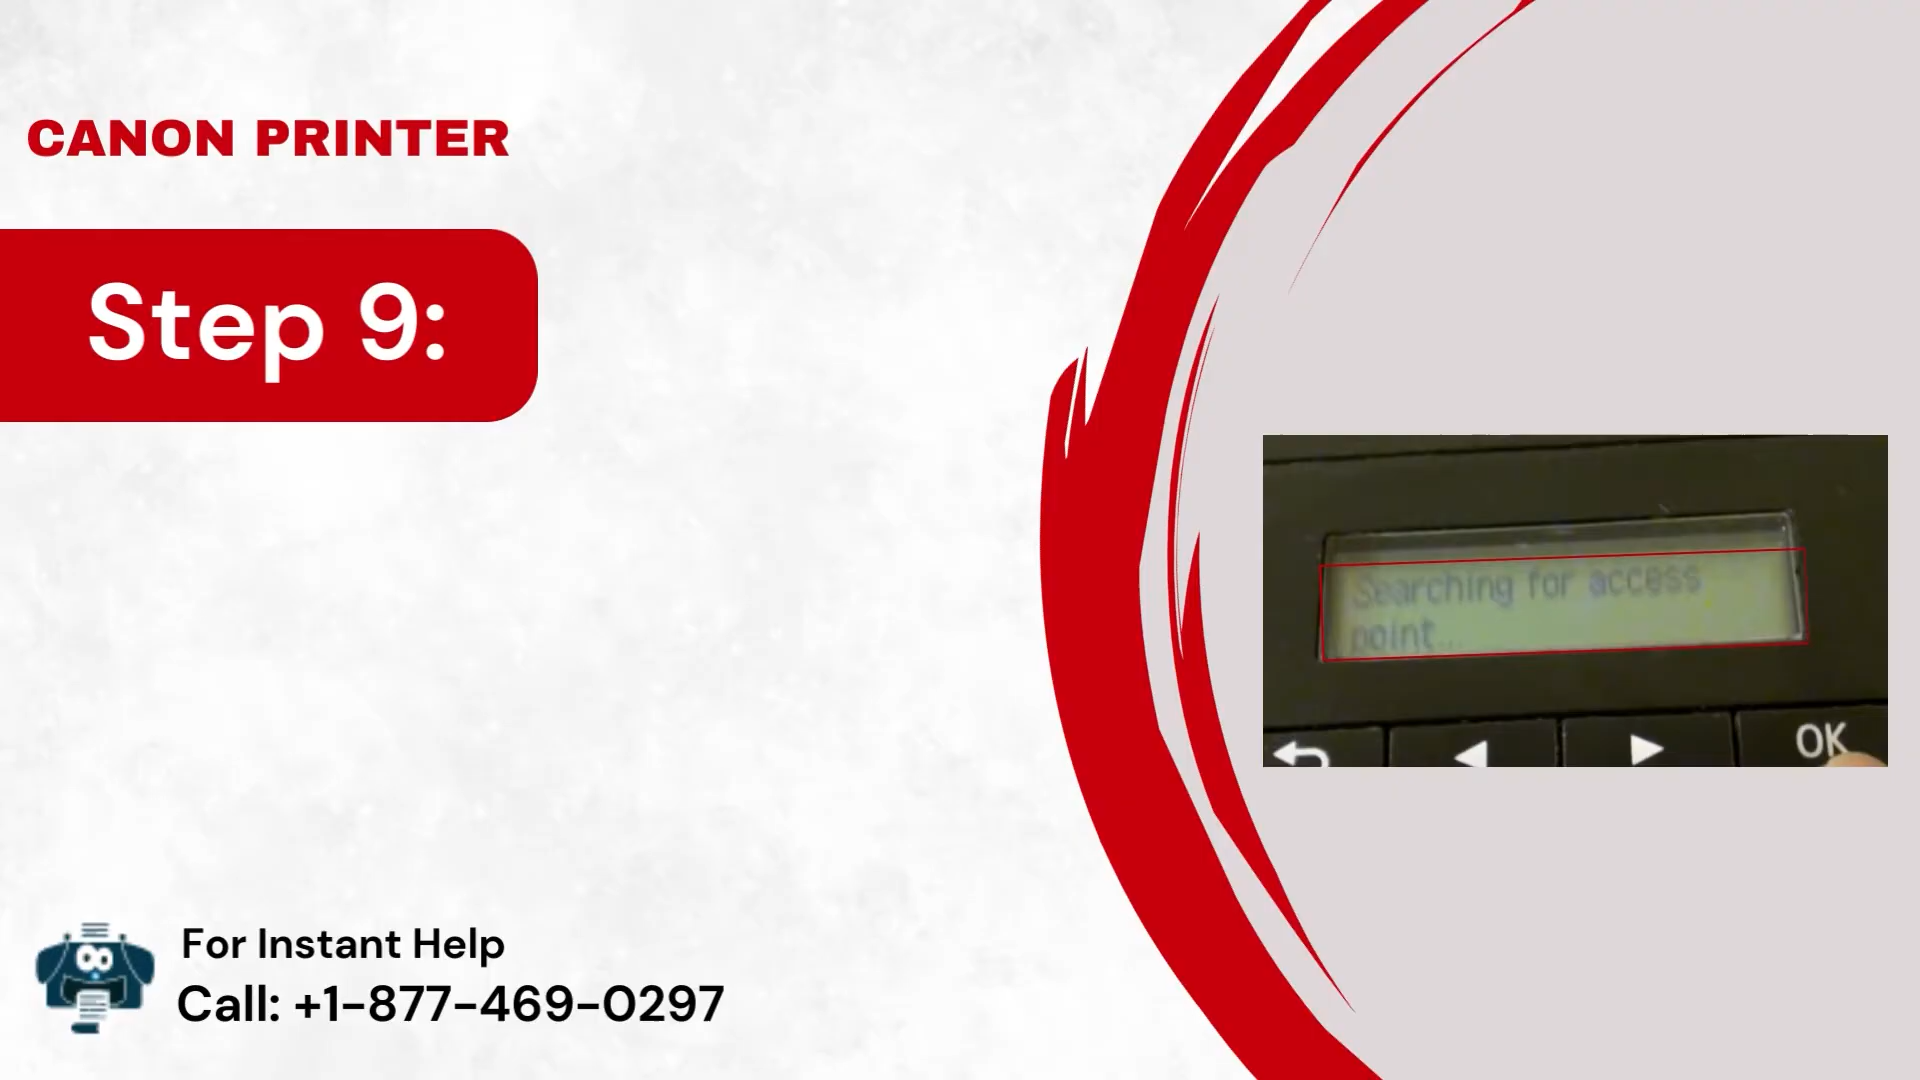 CANON PRINTER
Step 9:
Searching for access
point...
OK
For Instant Help
Call: +1-877-469-0297